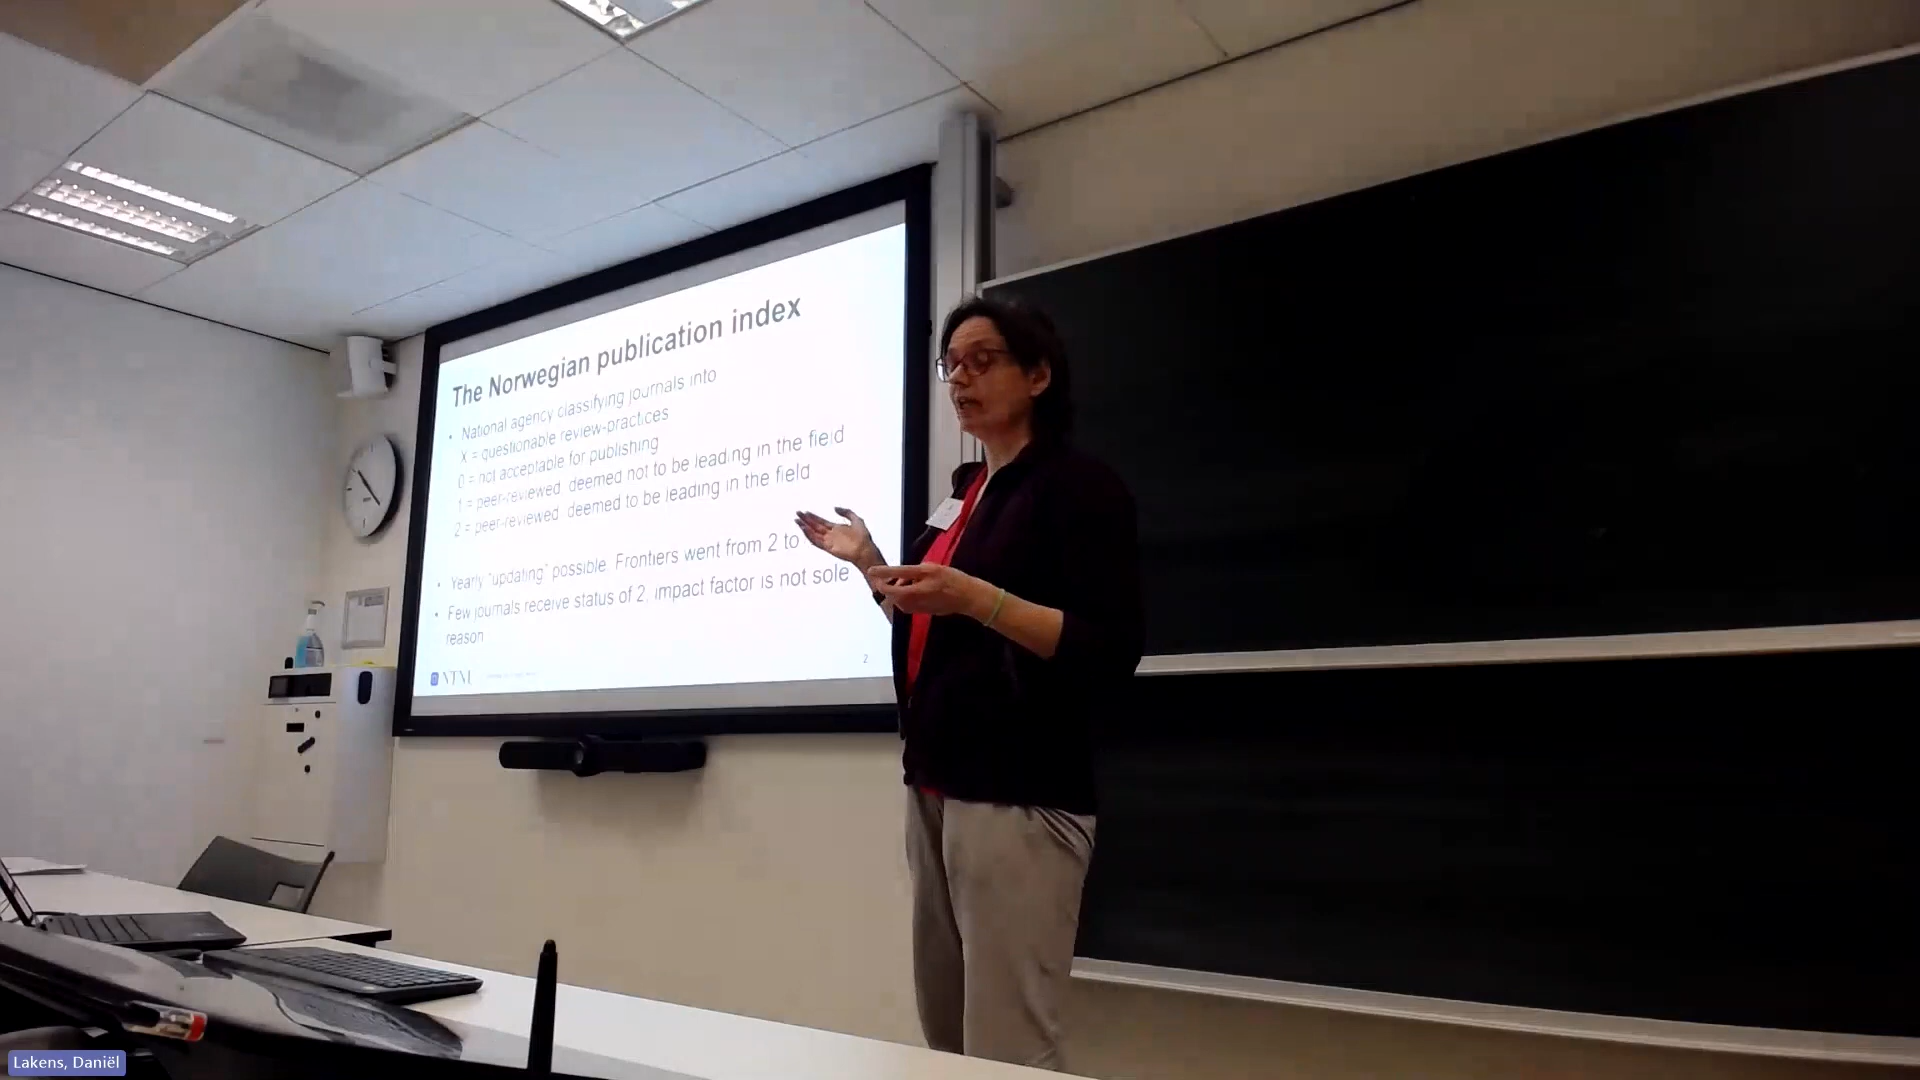 The Norwegian publication index
• National agency classifying journals into
X = questionable review-practices
0 = not acceptable for publishing
1 = peer-reviewed, deemed not to be leading in the field
2 = peer-reviewed, deemed to be leading in the field
• Yearly "updating" possible. Frontiers went from 2 to
• Few journals receive status of 2, impact factor is not sole
reason
NTNU
2
Lakens, Daniël